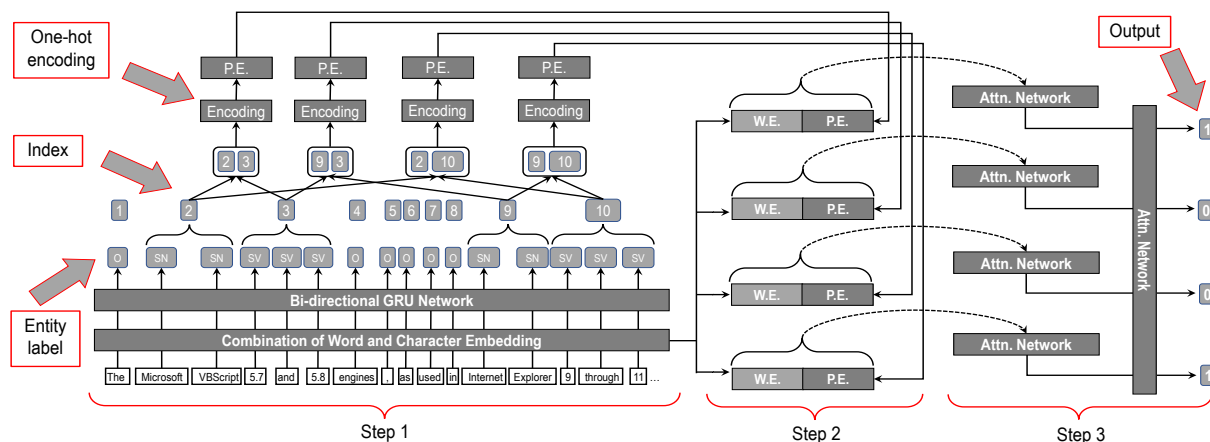 One-hot
encoding
Output
P.E. P.E. P.E. P.E.
Encoding Encoding Encoding Encoding
W.E. P.E.
Attn. Network
1
Index
2 3 9 3 2 10 9 10
W.E. P.E.
Attn. Network
0
1 2 3 4 5 6 7 8 9 10
Attn. Network
O SN SN SV SV SV O O O O O SN SN SV SV SV
W.E. P.E.
Attn. Network
0
Bi-directional GRU Network
Entity
label
Combination of Word and Character Embedding
Attn. Network
The Microsoft VBScript 5.7 and 5.8 engines , as used in Internet Explorer 9 through 11 ...
W.E. P.E.
1
Step 1
Step 2
Step 3